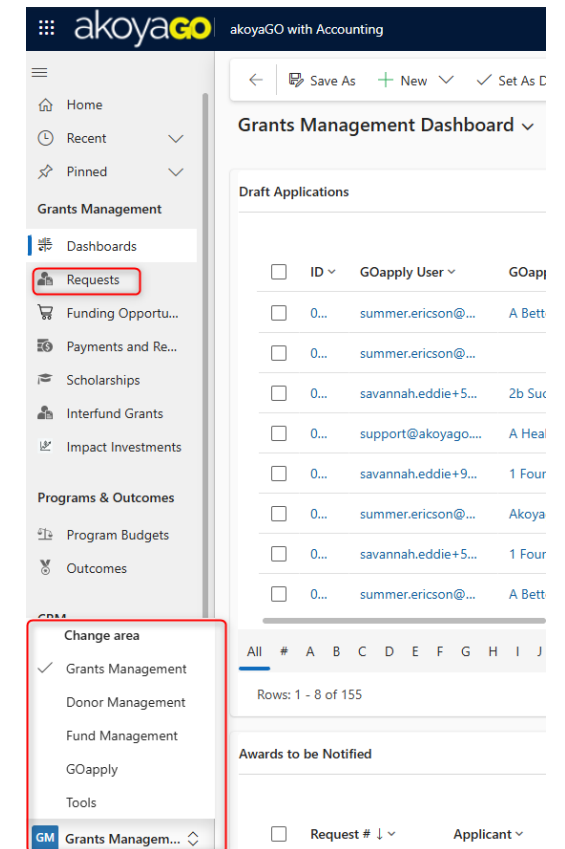 akoyaGO
akoyaGO with Accounting
Save As
New
Set As D
Home
Recent
Pinned
Grants Management
Dashboards
Requests
Funding Opportu...
Payments and Re...
Scholarships
Interfund Grants
Impact Investments
Programs & Outcomes
Program Budgets
Outcomes
CRM
Change area
Grants Management
Donor Management
Fund Management
GOapply
Tools
GM Grants Managem...
Grants Management Dashboard
Draft Applications
ID GOapply User GOapp
0... summer.ericson@... A Bett
0... summer.ericson@...
0... savannah.eddie+5... 2b Suc
0... support@akoyago.... A Heal
0... savannah.eddie+9... 1 Four
0... summer.ericson@... Akoya
0... savannah.eddie+5... 1 Four
0... summer.ericson@... A Bett
All # A B C D E F G H I J
Rows: 1 - 8 of 155
Awards to be Notified
Request # ↓ Applicant